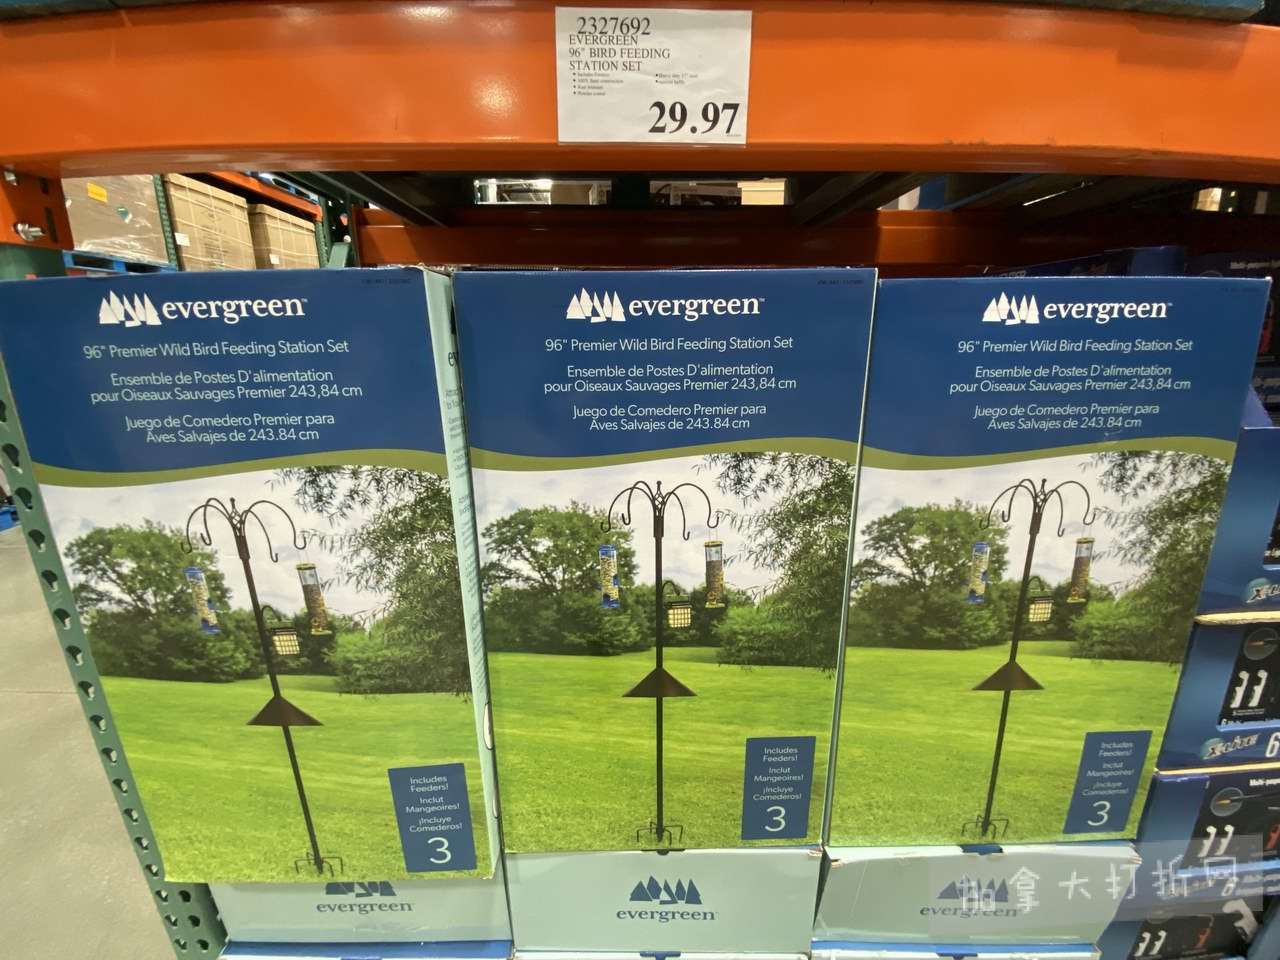 2327692
EVERGREEN
96" BIRD FEEDING
STATION SET
29.97
evergreen™
96" Premier Wild Bird Feeding Station Set
Ensemble de Postes D'alimentation
pour Oiseaux Sauvages Premier 243,84 cm
Juego de Comedero Premier para
Aves Salvajes de 243.84 cm
Includes
Feeders!
Inclut
Mangeoires!
¡Incluye
Comederos!
3
evergreen
evergreen™
96" Premier Wild Bird Feeding Station Set
Ensemble de Postes D'alimentation
pour Oiseaux Sauvages Premier 243,84 cm
Juego de Comedero Premier para
Aves Salvajes de 243.84 cm
Includes
Feeders!
Inclut
Mangeoires!
¡Incluye
Comederos!
3
evergreen
evergreen™
96" Premier Wild Bird Feeding Station Set
Ensemble de Postes D'alimentation
pour Oiseaux Sauvages Premier 243,84 cm
Juego de Comedero Premier para
Aves Salvajes de 243.84 cm
Includes
Feeders!
Inclut
Mangeoires!
¡Incluye
Comederos!
3
evergreen
加拿大打折网